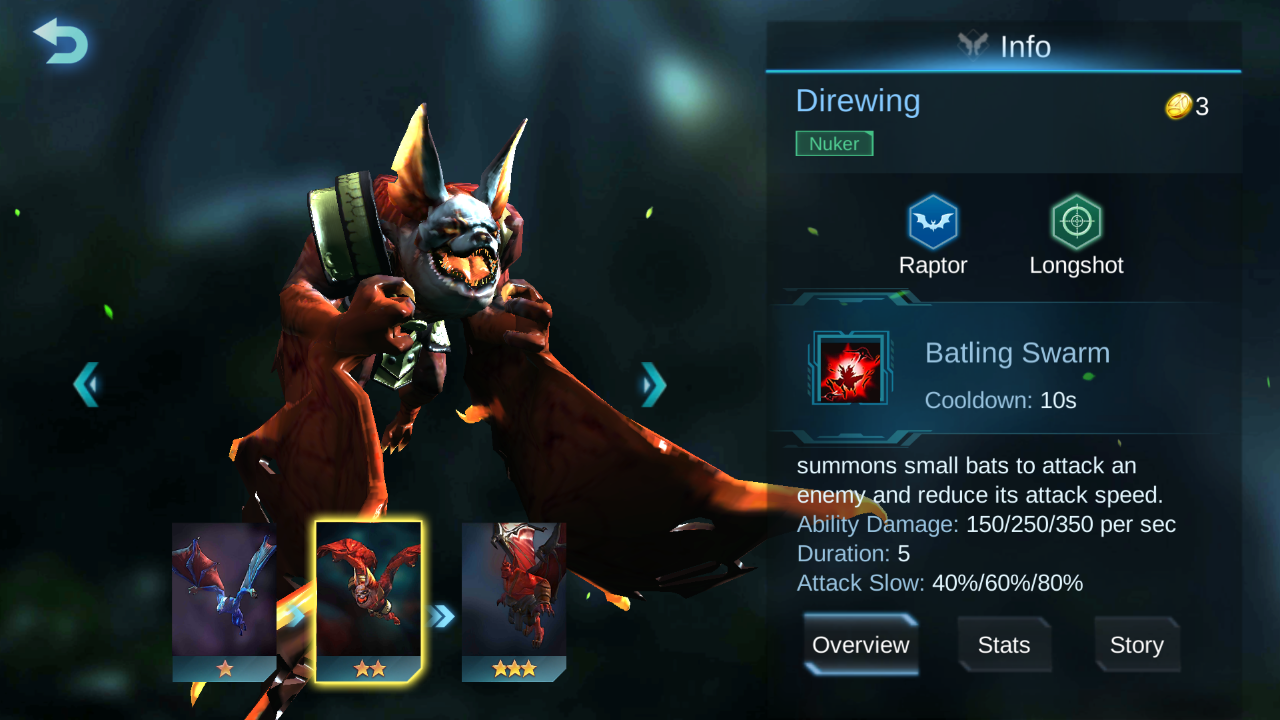 Info
Direwing
3
Nuker
Raptor
Longshot
Batling Swarm
Cooldown: 10s
summons small bats to attack an
enemy and reduce its attack speed.
Ability Damage: 150/250/350 per sec
Duration: 5
Attack Slow: 40%/60%/80%
Overview
Stats
Story